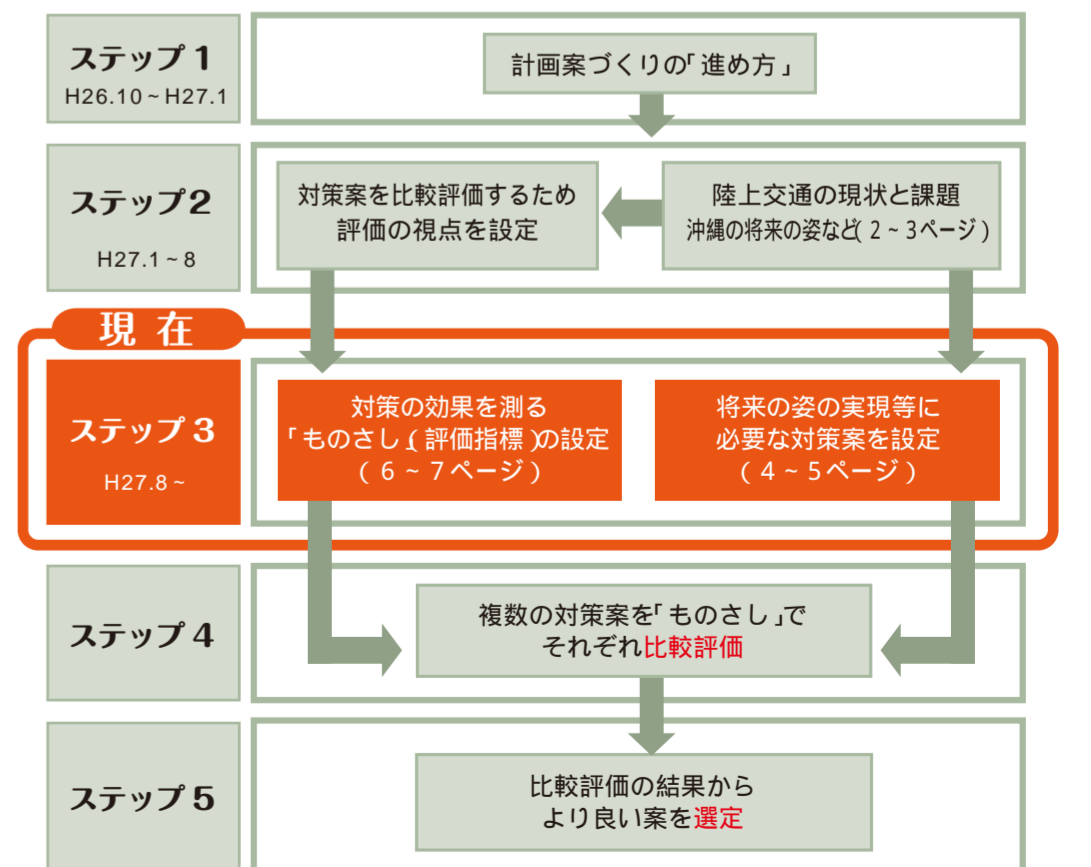 ステップ 1
H26.10~H27.1
計画案づくりの「進め方」
ステップ2
H27.1~8
対策案を比較評価するため
評価の視点を設定
陸上交通の現状と課題
沖縄の将来の姿など(2~3ページ)
現 在
ステップ 3
H27.8~
対策の効果を測る
「ものさし」(評価指標)の設定
(6~7ページ)
将来の姿の実現等に
必要な対策案を設定
(4~5ページ)
ステップ 4
複数の対策案を「ものさし」で
それぞれ比較評価
ステップ 5
比較評価の結果から
より良い案を選定